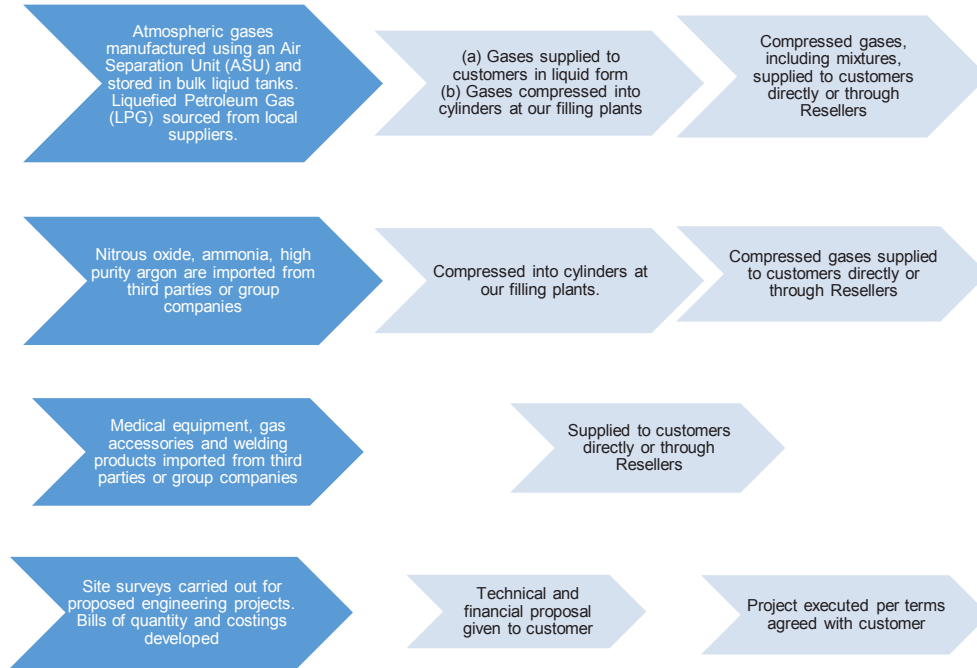 Atmospheric gases
manufactured using an Air
Separation Unit (ASU) and
stored in bulk liqiud tanks.
Liquefied Petroleum Gas
(LPG) sourced from local
suppliers.
(a) Gases supplied to
customers in liquid form
(b) Gases compressed into
cylinders at our filling plants
Compressed gases,
including mixtures,
supplied to customers
directly or through
Resellers
Nitrous oxide, ammonia, high
purity argon are imported from
third parties or group
companies
Compressed into cylinders at
our filling plants.
Compressed gases supplied
to customers directly or
through Resellers
Medical equipment, gas
accessories and welding
products imported from third
parties or group companies
Supplied to customers
directly or through
Resellers
Site surveys carried out for
proposed engineering projects.
Bills of quantity and costings
developed
Technical and
financial proposal
given to customer
Project executed per terms
agreed with customer